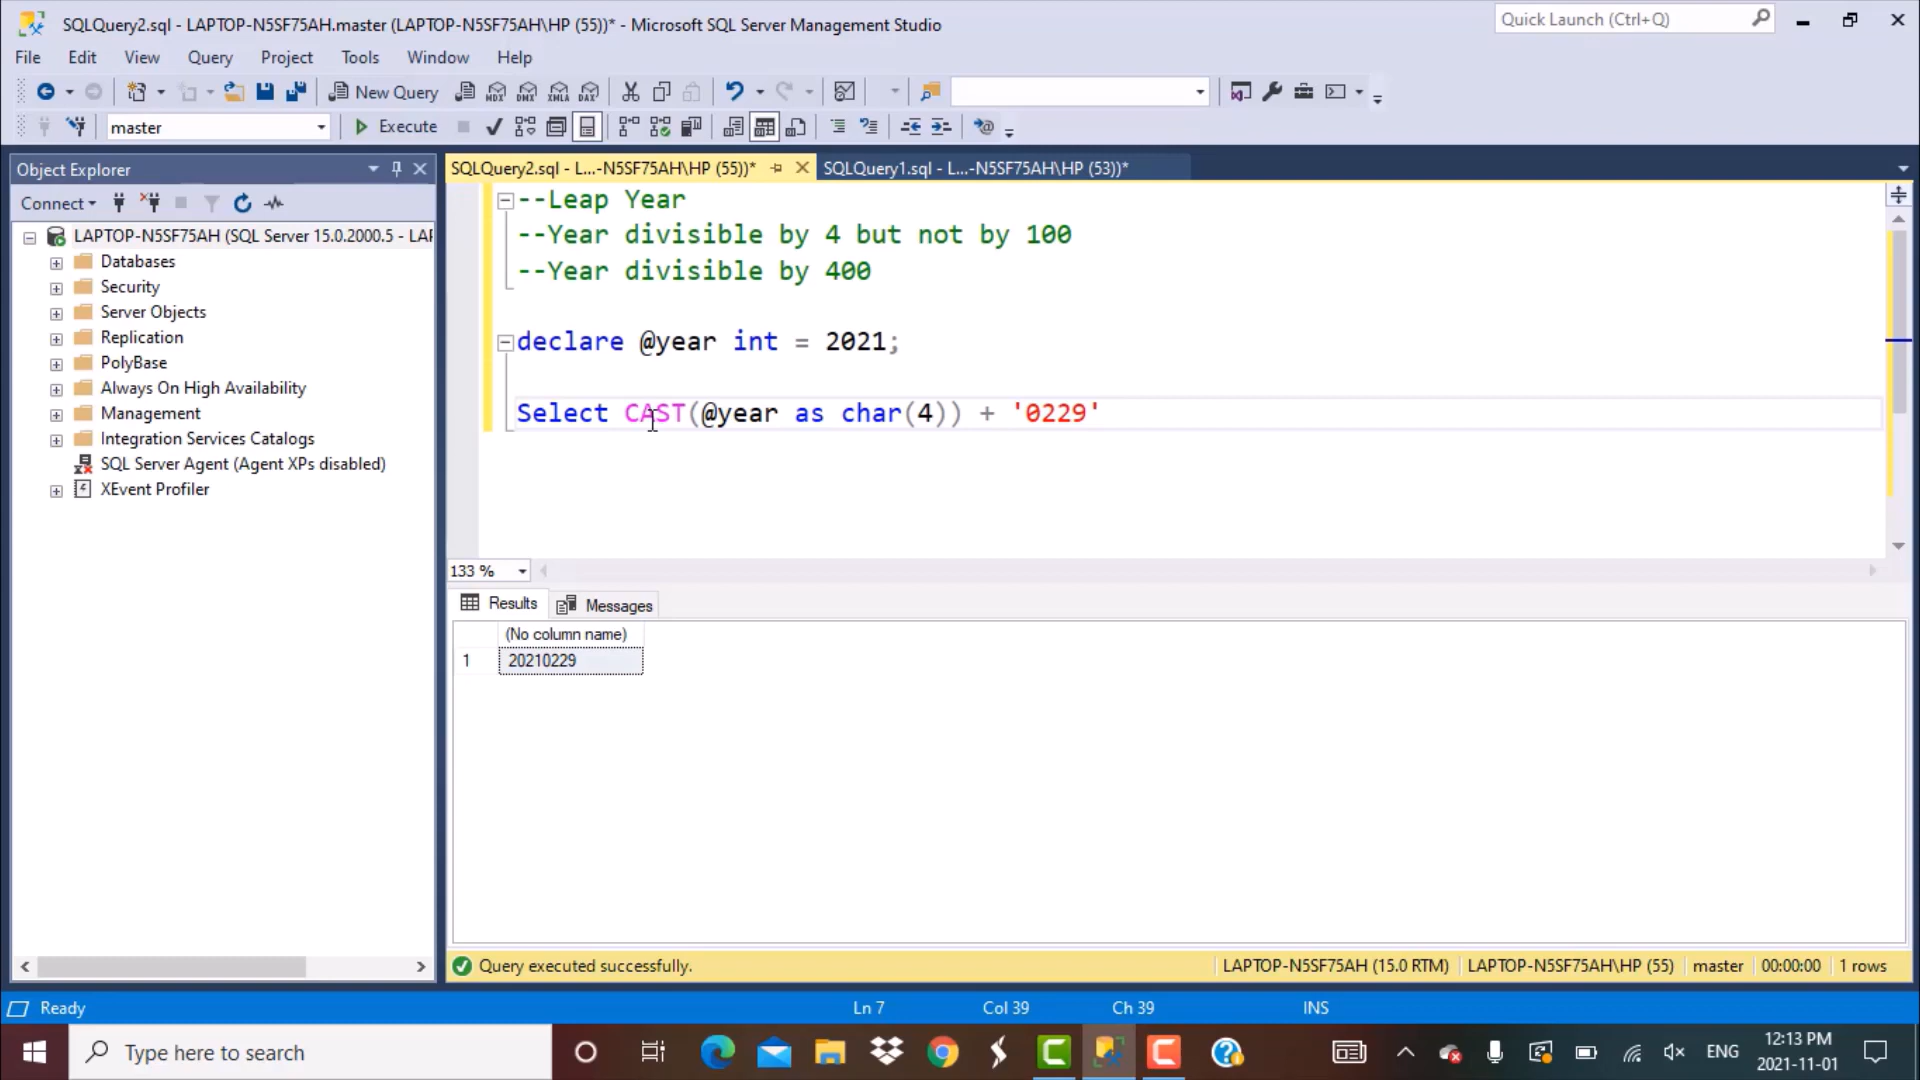 SQLQuery2.sql - LAPTOP-N5SF75AH.master (LAPTOP-N5SF75AH\HP (55))* - Microsoft SQL Server Management Studio
Quick Launch (Ctrl+Q)
File Edit View Query Project Tools Window Help
New Query
MDX DMX XMLA DAX
master
Execute
Object Explorer
SQLQuery2.sql - L...-N5SF75AH\HP (55))*
SQLQuery1.sql - L...-N5SF75AH\HP (53))*
Connect
LAPTOP-N5SF75AH (SQL Server 15.0.2000.5 - LAP
Databases
Security
Server Objects
Replication
PolyBase
Always On High Availability
Management
Integration Services Catalogs
SQL Server Agent (Agent XPs disabled)
XEvent Profiler
--Leap Year
--Year divisible by 4 but not by 100
--Year divisible by 400
declare @year int = 2021;
Select CAST(@year as char(4)) + '0229'
133 %
Results
Messages
(No column name)
1 20210229
Query executed successfully.
LAPTOP-N5SF75AH (15.0 RTM)
LAPTOP-N5SF75AH\HP (55)
master
00:00:00
1 rows
Ready
Ln 7
Col 39
Ch 39
INS
Type here to search
ENG
12:13 PM
2021-11-01